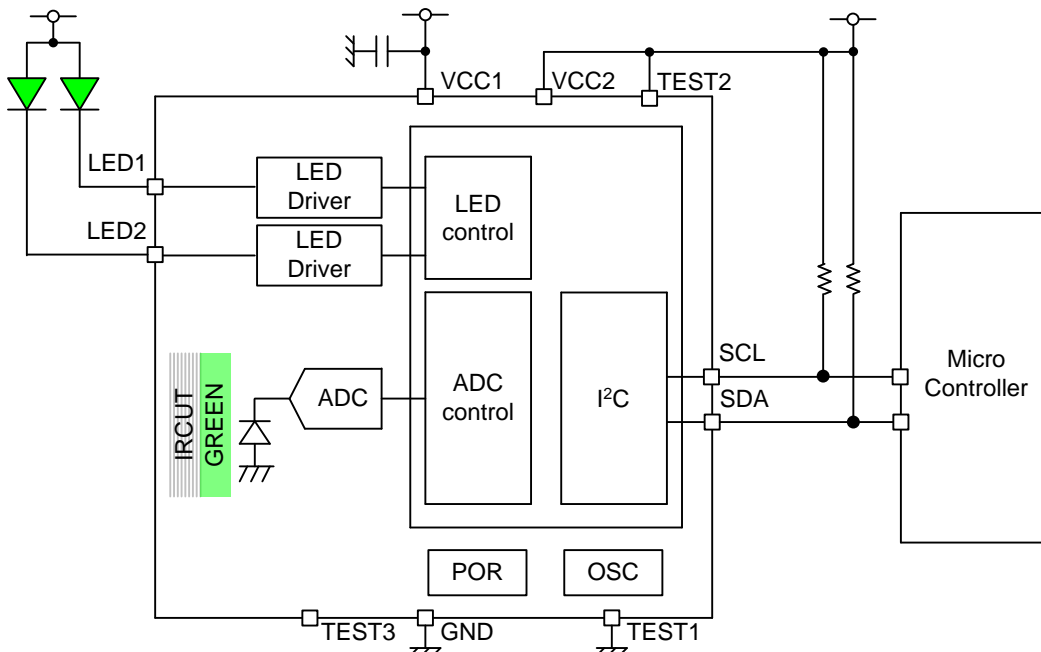 VCC1
VCC2
TEST2
LED1
LED
Driver
LED
control
LED2
LED
Driver
IRCUT
GREEN
ADC
ADC
control
I²C
SCL
SDA
Micro
Controller
POR
OSC
TEST3
GND
TEST1